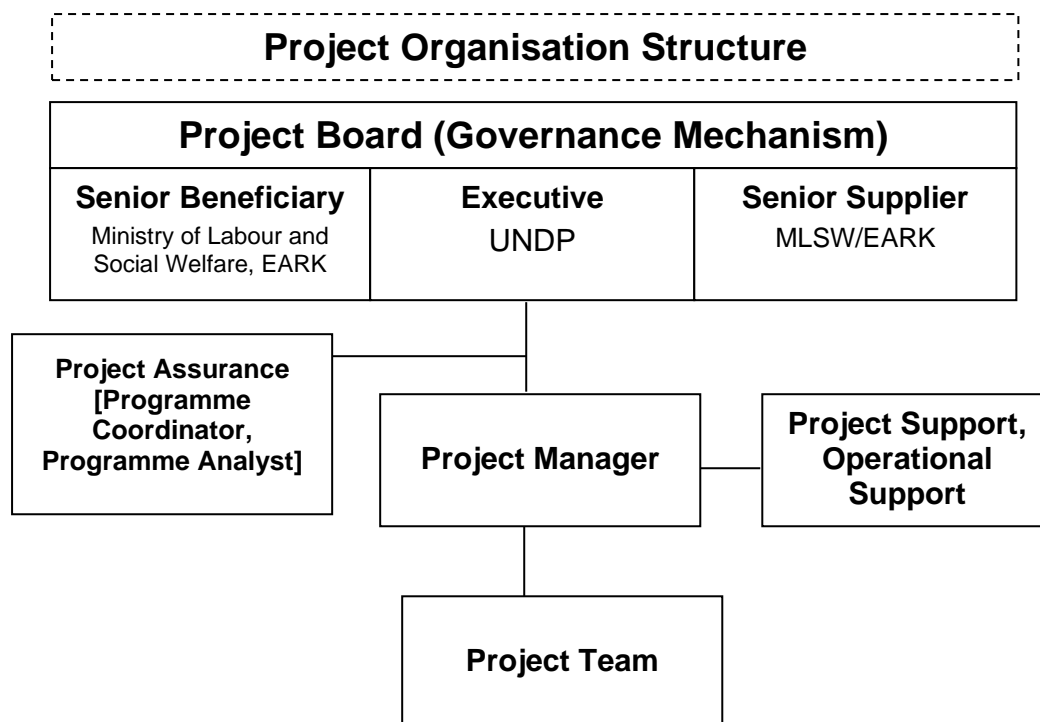 Project Organisation Structure
Project Board (Governance Mechanism)
Senior Beneficiary
Ministry of Labour and
Social Welfare, EARK
Executive
UNDP
Senior Supplier
MLSW/EARK
Project Assurance
[Programme
Coordinator,
Programme Analyst]
Project Manager
Project Support,
Operational
Support
Project Team